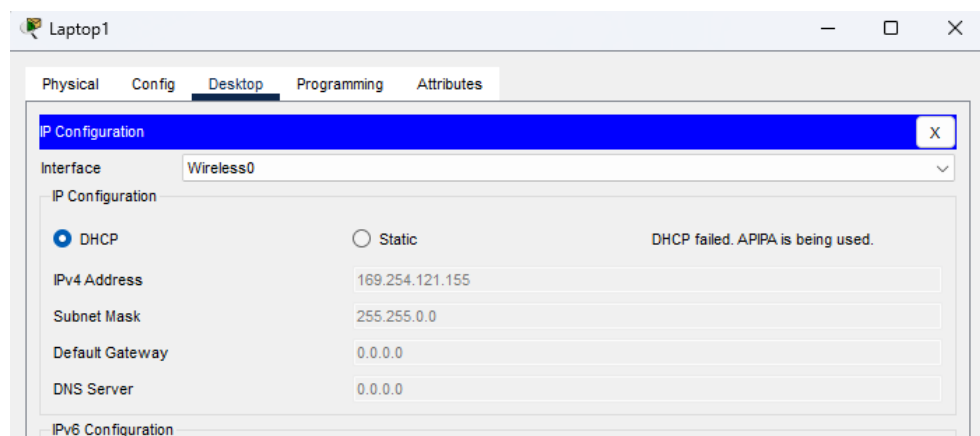 Laptop1
Physical Config Desktop Programming Attributes
IP Configuration X
Interface Wireless0
IP Configuration
DHCP Static DHCP failed. APIPA is being used.
IPv4 Address 169.254.121.155
Subnet Mask 255.255.0.0
Default Gateway 0.0.0.0
DNS Server 0.0.0.0
IPv6 Configuration